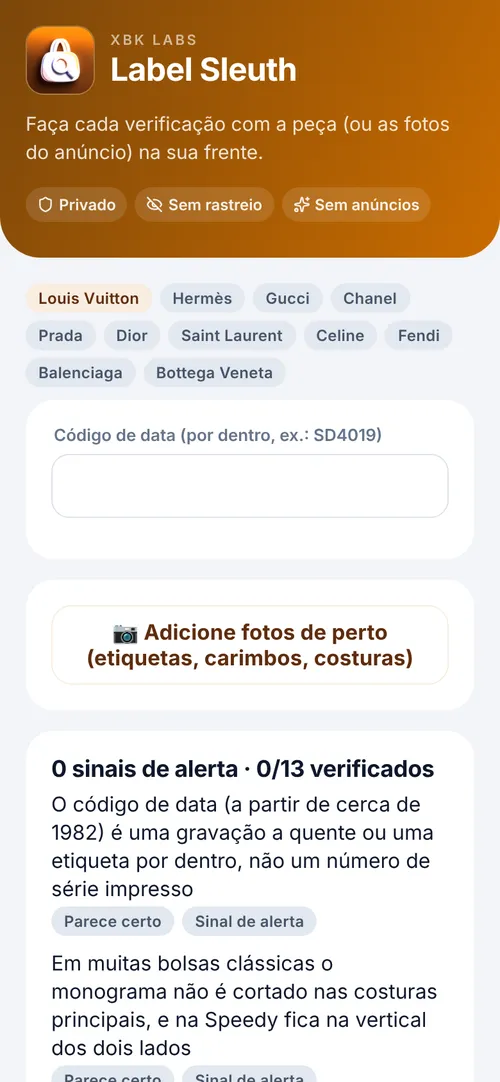 XBK LABS
Label Sleuth
Faça cada verificação com a peça (ou as fotos
do anúncio) na sua frente.
Privado
Sem rastreio
Sem anúncios
Louis Vuitton
Hermès
Gucci
Chanel
Prada
Dior
Saint Laurent
Celine
Fendi
Balenciaga
Bottega Veneta
Código de data (por dentro, ex.: SD4019)
📷 Adicione fotos de perto
(etiquetas, carimbos, costuras)
0 sinais de alerta · 0/13 verificados
O código de data (a partir de cerca de
1982) é uma gravação a quente ou uma
etiqueta por dentro, não um número de
série impresso
Parece certo
Sinal de alerta
Em muitas bolsas clássicas o
monograma não é cortado nas costuras
principais, e na Speedy fica na vertical
dos dois lados
Parece certo
Sinal de alerta